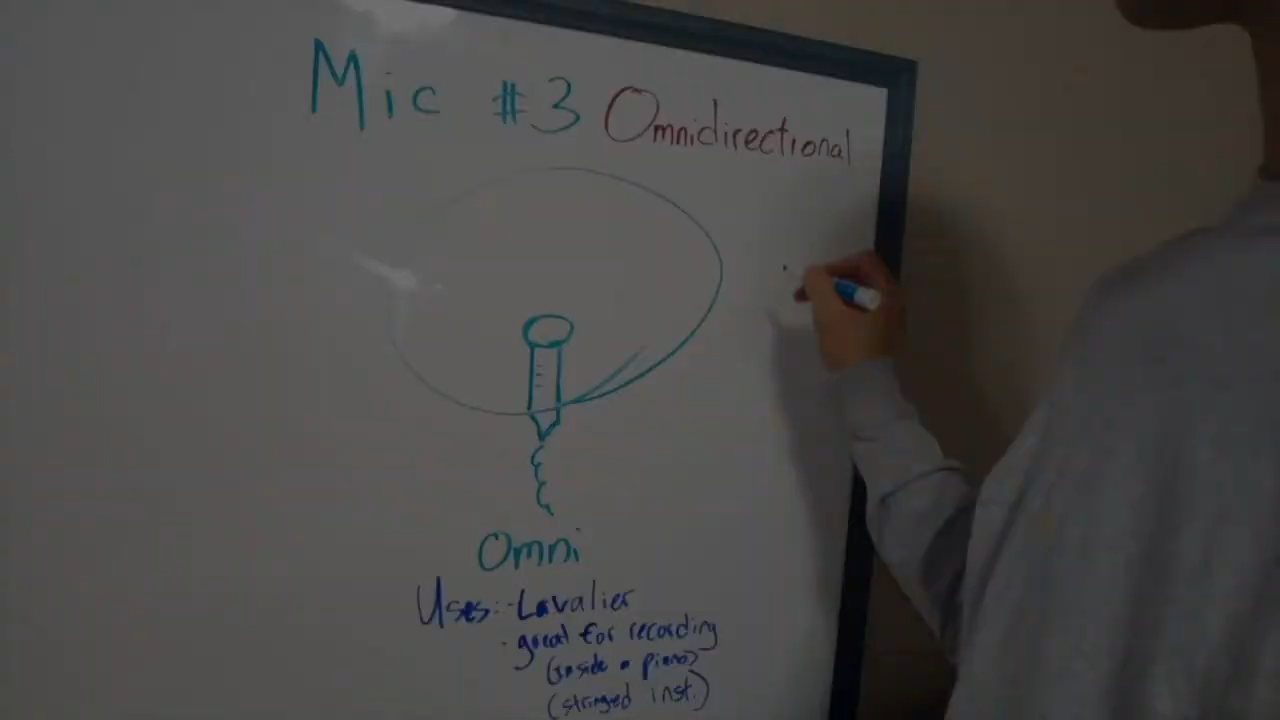 Mic #3 Omnidirectional
Omni
Uses: - Lavalier
· great for recording
(inside a piano)
(stringed inst.)